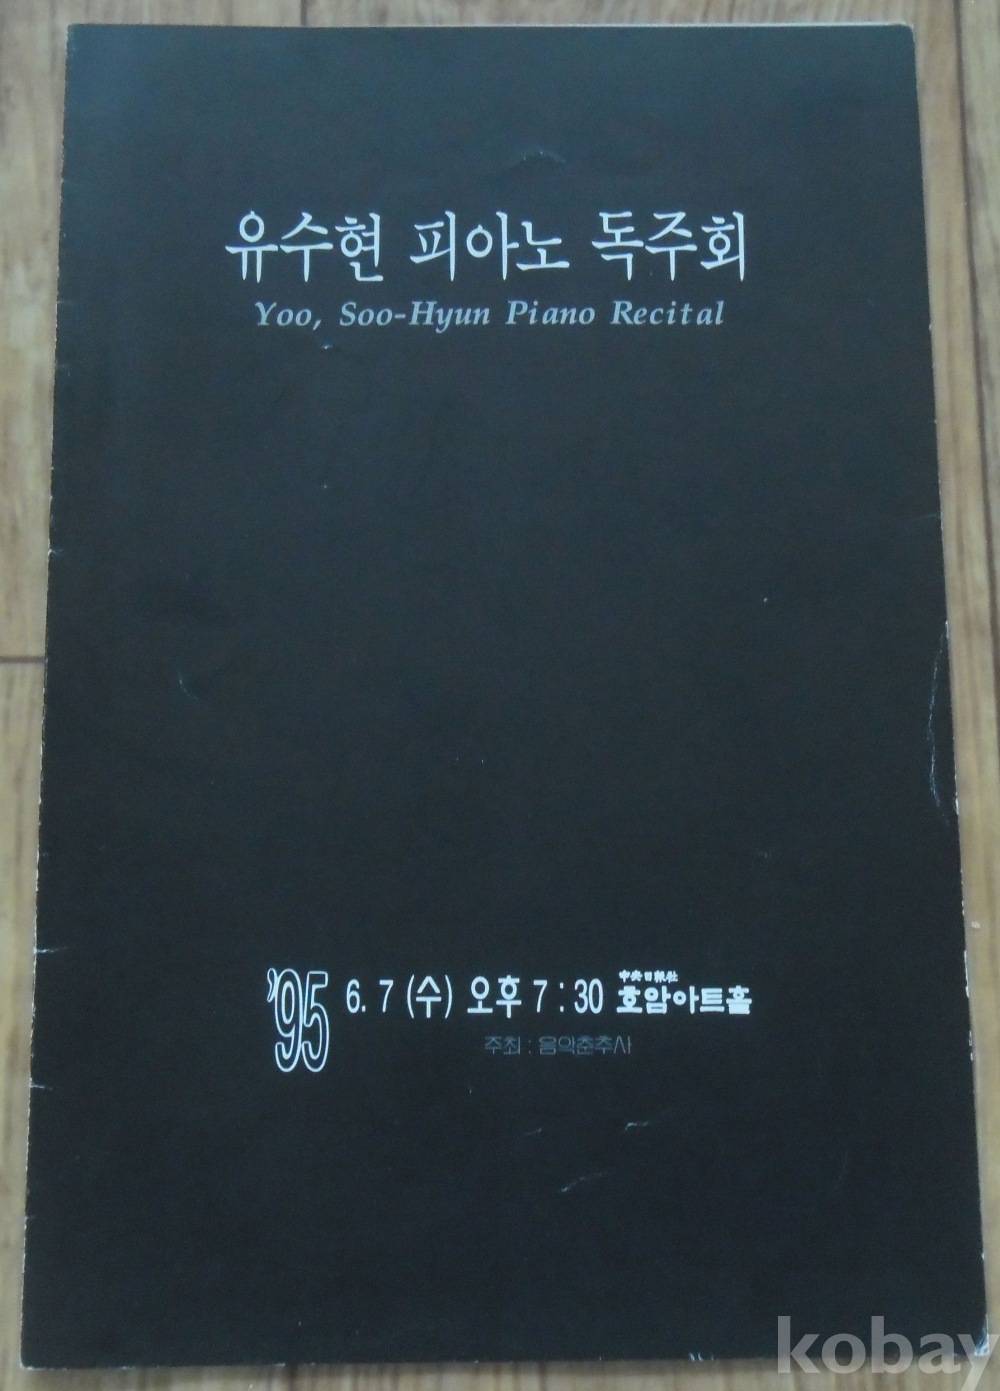 유수현 피아노 독주회
Yoo, Soo-Hyun Piano Recital
'95 6. 7 (수) 오후 7 : 30 中央日報社 호암아트홀
주최 : 음악춘추사
kobay